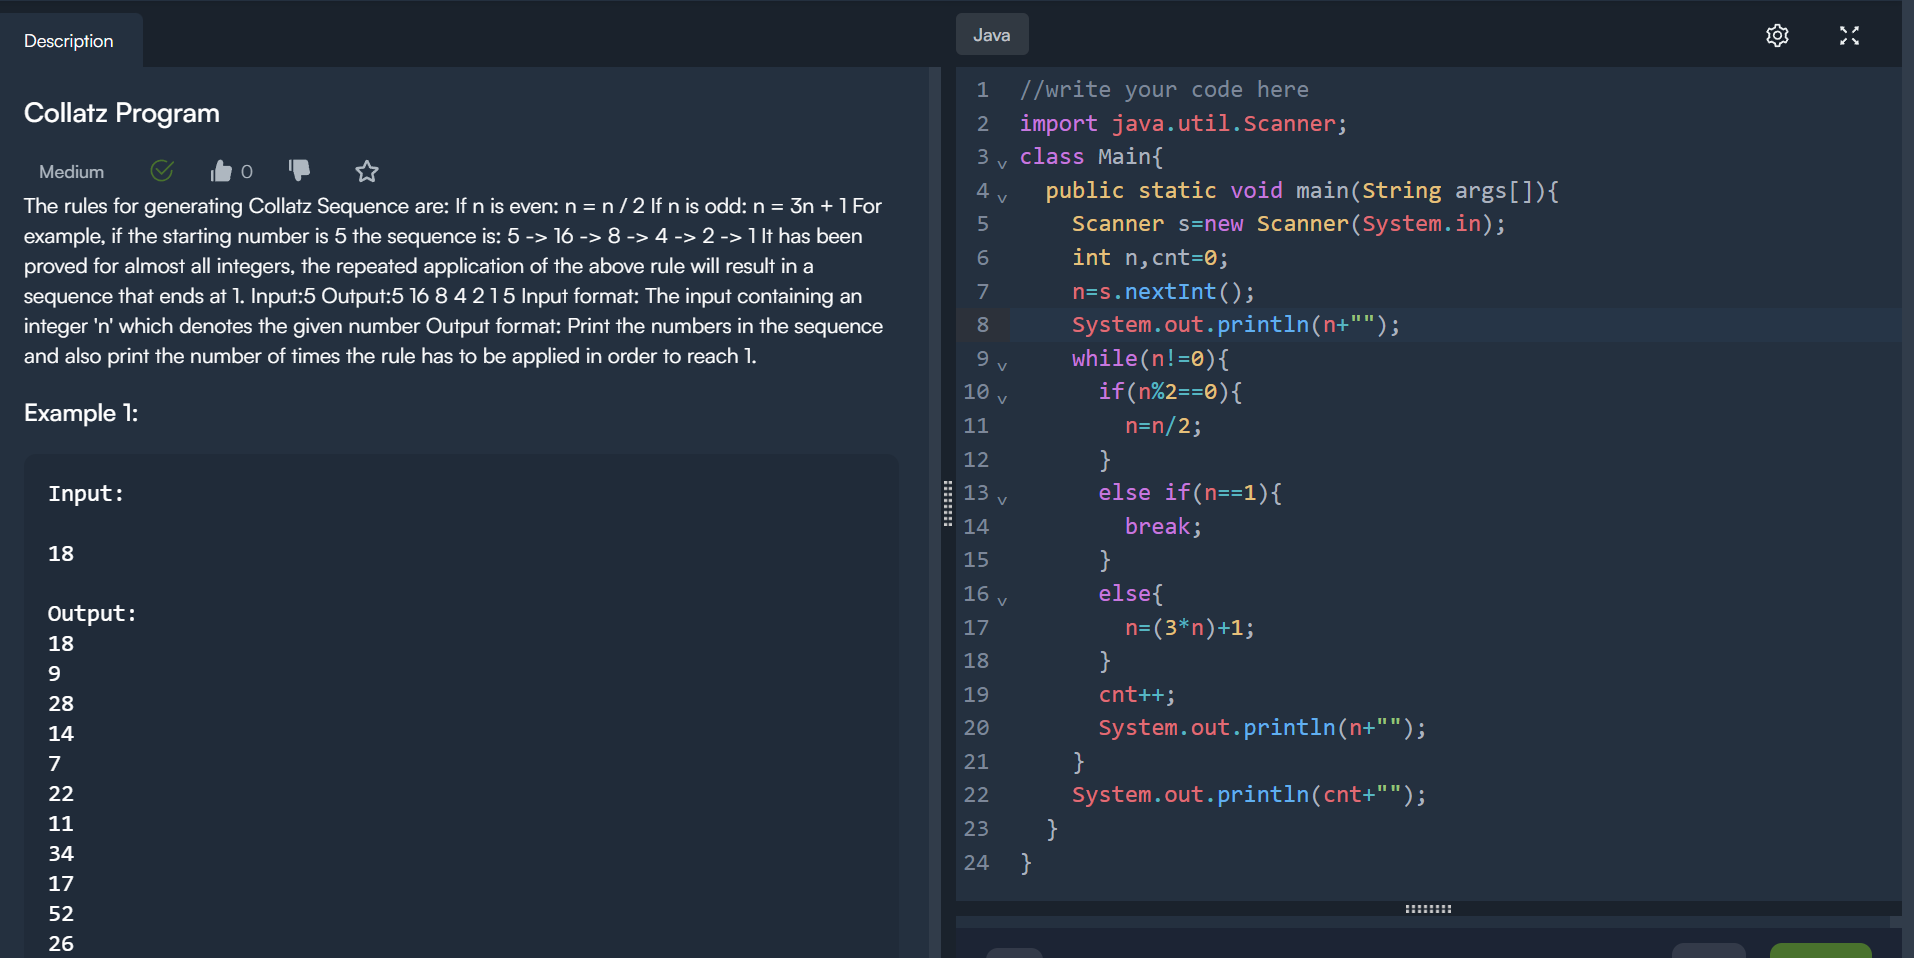 Description
Collatz Program
Medium 0
The rules for generating Collatz Sequence are: If n is even: n = n / 2 If n is odd: n = 3n + 1 For
example, if the starting number is 5 the sequence is: 5 -> 16 -> 8 -> 4 -> 2 -> 1 It has been
proved for almost all integers, the repeated application of the above rule will result in a
sequence that ends at 1. Input:5 Output:5 16 8 4 2 1 5 Input format: The input containing an
integer 'n' which denotes the given number Output format: Print the numbers in the sequence
and also print the number of times the rule has to be applied in order to reach 1.
Example 1:
Input:
18
Output:
18
9
28
14
7
22
11
34
17
52
26
Java
1 //write your code here
2 import java.util.Scanner;
3 class Main{
4 public static void main(String args[]){
5 Scanner s=new Scanner(System.in);
6 int n,cnt=0;
7 n=s.nextInt();
8 System.out.println(n+"");
9 while(n!=0){
10 if(n%2==0){
11 n=n/2;
12 }
13 else if(n==1){
14 break;
15 }
16 else{
17 n=(3*n)+1;
18 }
19 cnt++;
20 System.out.println(n+"");
21 }
22 System.out.println(cnt+"");
23 }
24 }